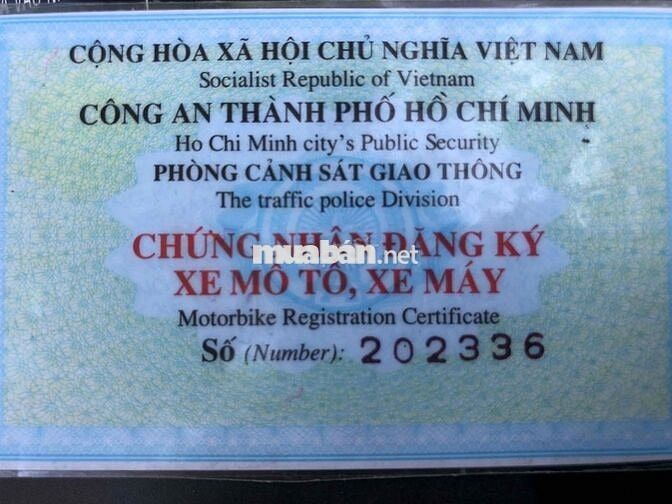 CỘNG HÒA XÃ HỘI CHỦ NGHĨA VIỆT NAM
Socialist Republic of Vietnam
CÔNG AN THÀNH PHỐ HỒ CHÍ MINH
Ho Chi Minh city's Public Security
PHÒNG CẢNH SÁT GIAO THÔNG
The traffic police Division
CHỨNG NHẬN ĐĂNG KÝ
muaban.net
XE MÔ TÔ, XE MÁY
Motorbike Registration Certificate
Số (Number): 202336